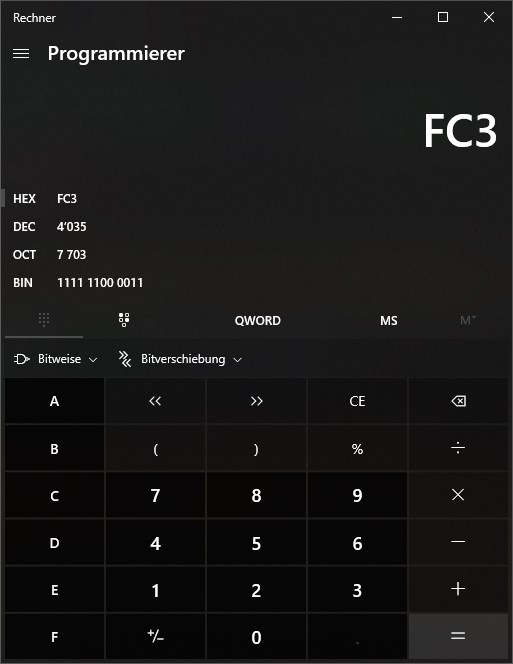 Rechner
Programmierer
FC3
HEX FC3
DEC 4’035
OCT 7 703
BIN 1111 1100 0011
QWORD MS M
Bitweise Bitverschiebung
A << >> CE
B ( ) % ÷
C 7 8 9 ×
D 4 5 6 −
E 1 2 3 +
F +/− 0 . =